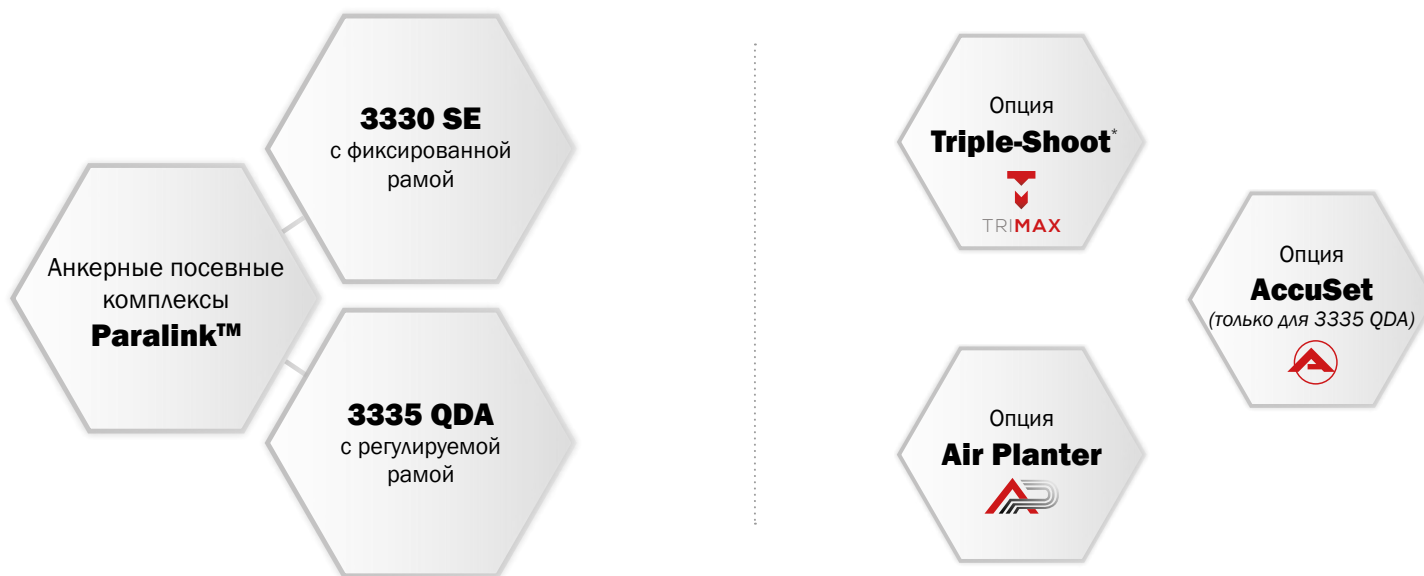 3330 SE
с фиксированной
рамой
Анкерные посевные
комплексы
Paralink™
3335 QDA
с регулируемой
рамой
Опция
Triple-Shoot*
TRIMAX
Опция
AccuSet
(только для 3335 QDA)
Опция
Air Planter